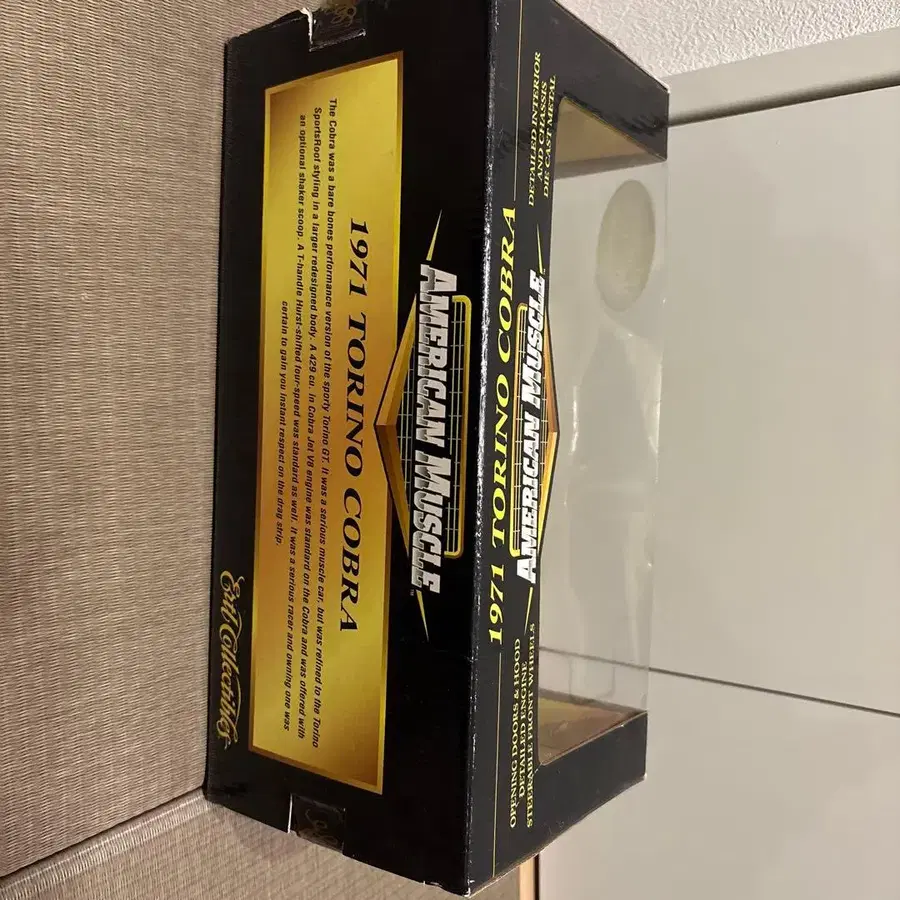 AMERICAN MUSCLE™
1971 TORINO COBRA
The Cobra was a bare bones performance version of the sporty Torino GT. It was a serious muscle car, but was refined to the Torino
SportsRoof styling in a larger redesigned body. A 429 cu. in Cobra Jet V8 engine was standard on the Cobra and was offered with
an optional shaker scoop. A T-handle Hurst-shifted four-speed was standard as well. It was a serious racer and owning one was
certain to gain you instant respect on the drag strip.
Ertl Collectibles
AMERICAN MUSCLE
1971 TORINO COBRA
DETAILED INTERIOR
AND CHASSIS
DIE CAST METAL
OPENING DOORS & HOOD
DETAILED ENGINE
STEERABLE FRONT WHEELS